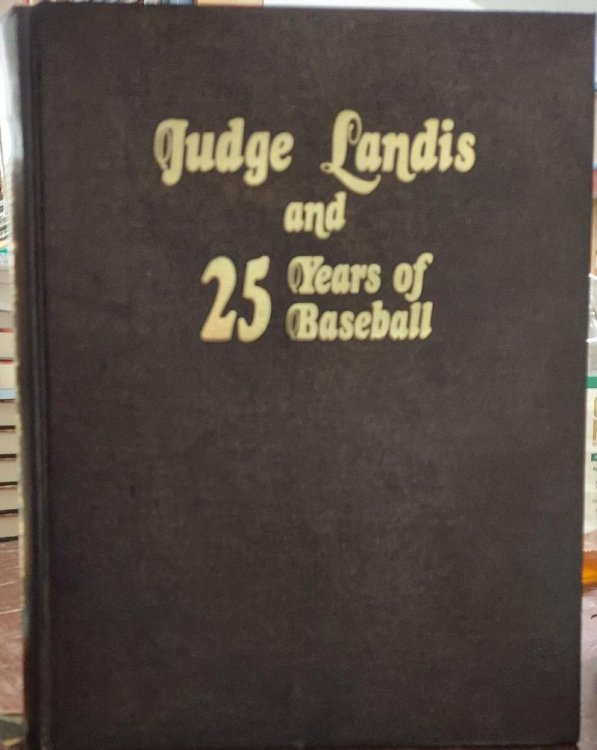 Judge Landis
and
25 Years of
Baseball